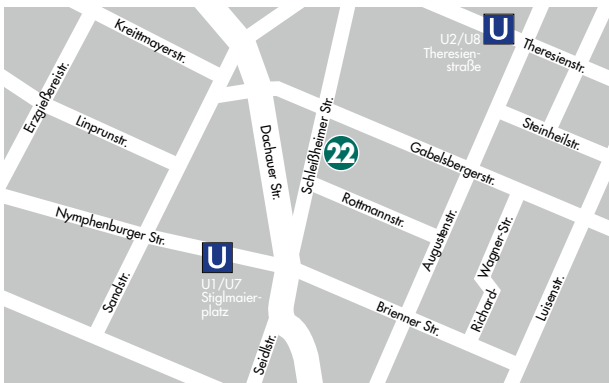 Kreittmayerstr.
U
U2/U8
Theresien-
straße
Theresienstr.
Erzgießereistr.
Linprunstr.
Dachauer Str.
Schleißheimer Str.
22
Gabelsbergerstr.
Steinheilstr.
Rottmannstr.
Nymphenburger Str.
U
U1/U7
Stiglmaier-
platz
Sandstr.
Seidlstr.
Augustenstr.
Richard-
Wagner-Str.
Brienner Str.
Luisenstr.